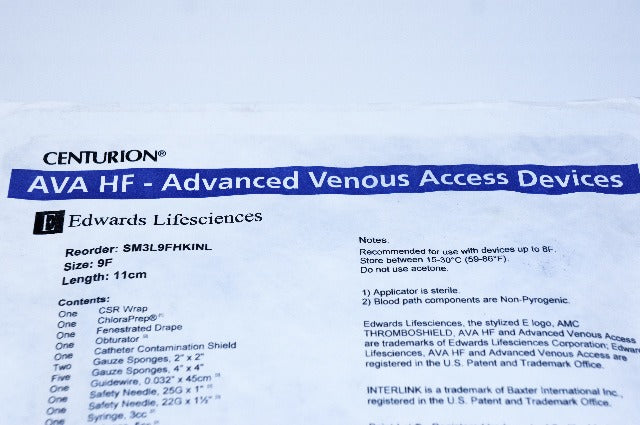 CENTURION®
AVA HF - Advanced Venous Access Devices
E Edwards Lifesciences
Reorder: SM3L9FHKINL
Size: 9F
Length: 11cm
Contents:
One CSR Wrap
One ChloraPrep®
One Fenestrated Drape
One Obturator
One Catheter Contamination Shield
Two Gauze Sponges, 2" x 2"
Five Gauze Sponges, 4" x 4"
One Guidewire, 0.032" x 45cm
One Safety Needle, 25G x 1"
One Safety Needle, 22G x 1½"
One Syringe, 3cc
Notes:
Recommended for use with devices up to 8F.
Store between 15-30°C (59-86°F).
Do not use acetone.
1) Applicator is sterile.
2) Blood path components are Non-Pyrogenic.
Edwards Lifesciences, the stylized E logo, AMC
THROMBOSHIELD, AVA HF and Advanced Venous Access
are trademarks of Edwards Lifesciences Corporation; Edwards
Lifesciences, AVA HF and Advanced Venous Access are
registered in the U.S. Patent and Trademark Office.
INTERLINK is a trademark of Baxter International Inc.,
registered in the U.S. Patent and Trademark Office.